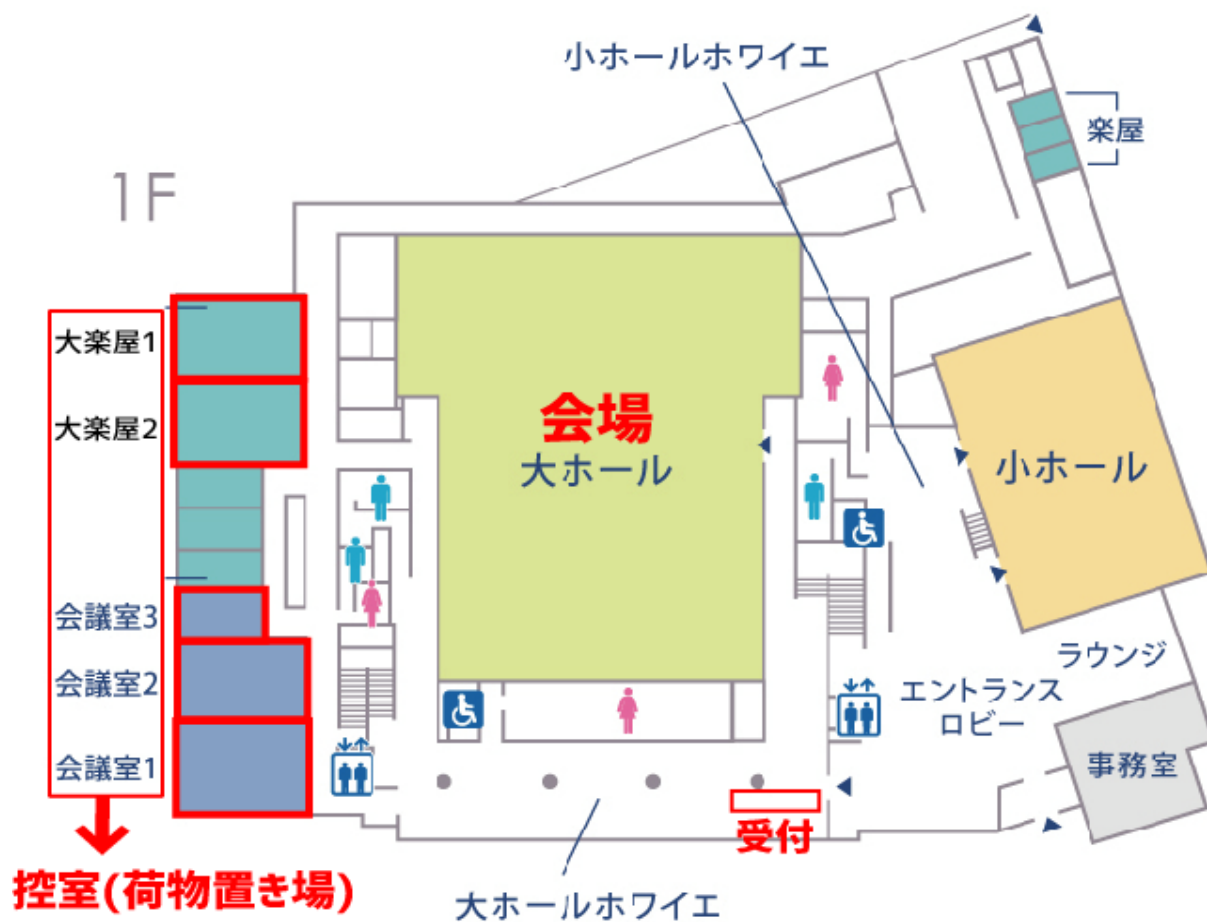 小ホールホワイエ
楽屋
1F
大楽屋1
大楽屋2
会場
大ホール
小ホール
会議室3
会議室2
会議室1
ラウンジ
エントランス
ロビー
事務室
受付
控室(荷物置き場)
大ホールホワイエ